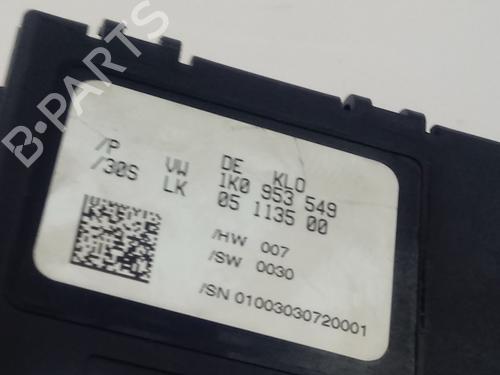 B-PARTS
/P VW DE KLO
/30S LK 1K0 953 549
05 1135 00
/HW 007
/SW 0030
/SN 01003030720001